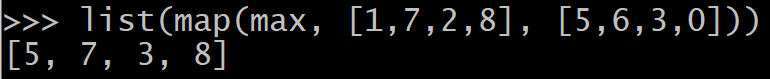 >>> list(map(max, [1,7,2,8], [5,6,3,0]))
[5, 7, 3, 8]